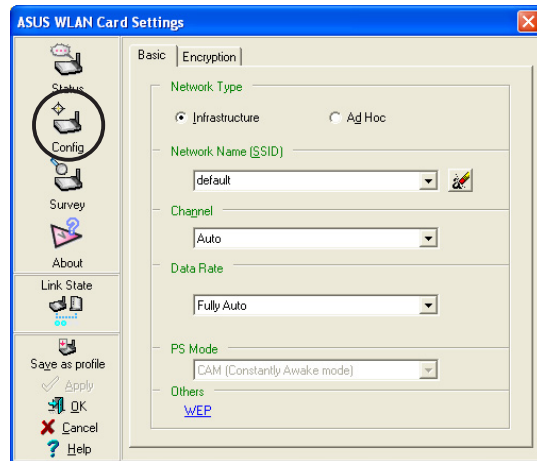 ASUS WLAN Card Settings
Status
Config
Survey
About
Link State
Save as profile
Apply
OK
Cancel
Help
Basic
Encryption
Network Type
Infrastructure
Ad Hoc
Network Name (SSID)
default
Channel
Auto
Data Rate
Fully Auto
PS Mode
CAM (Constantly Awake mode)
Others
WEP